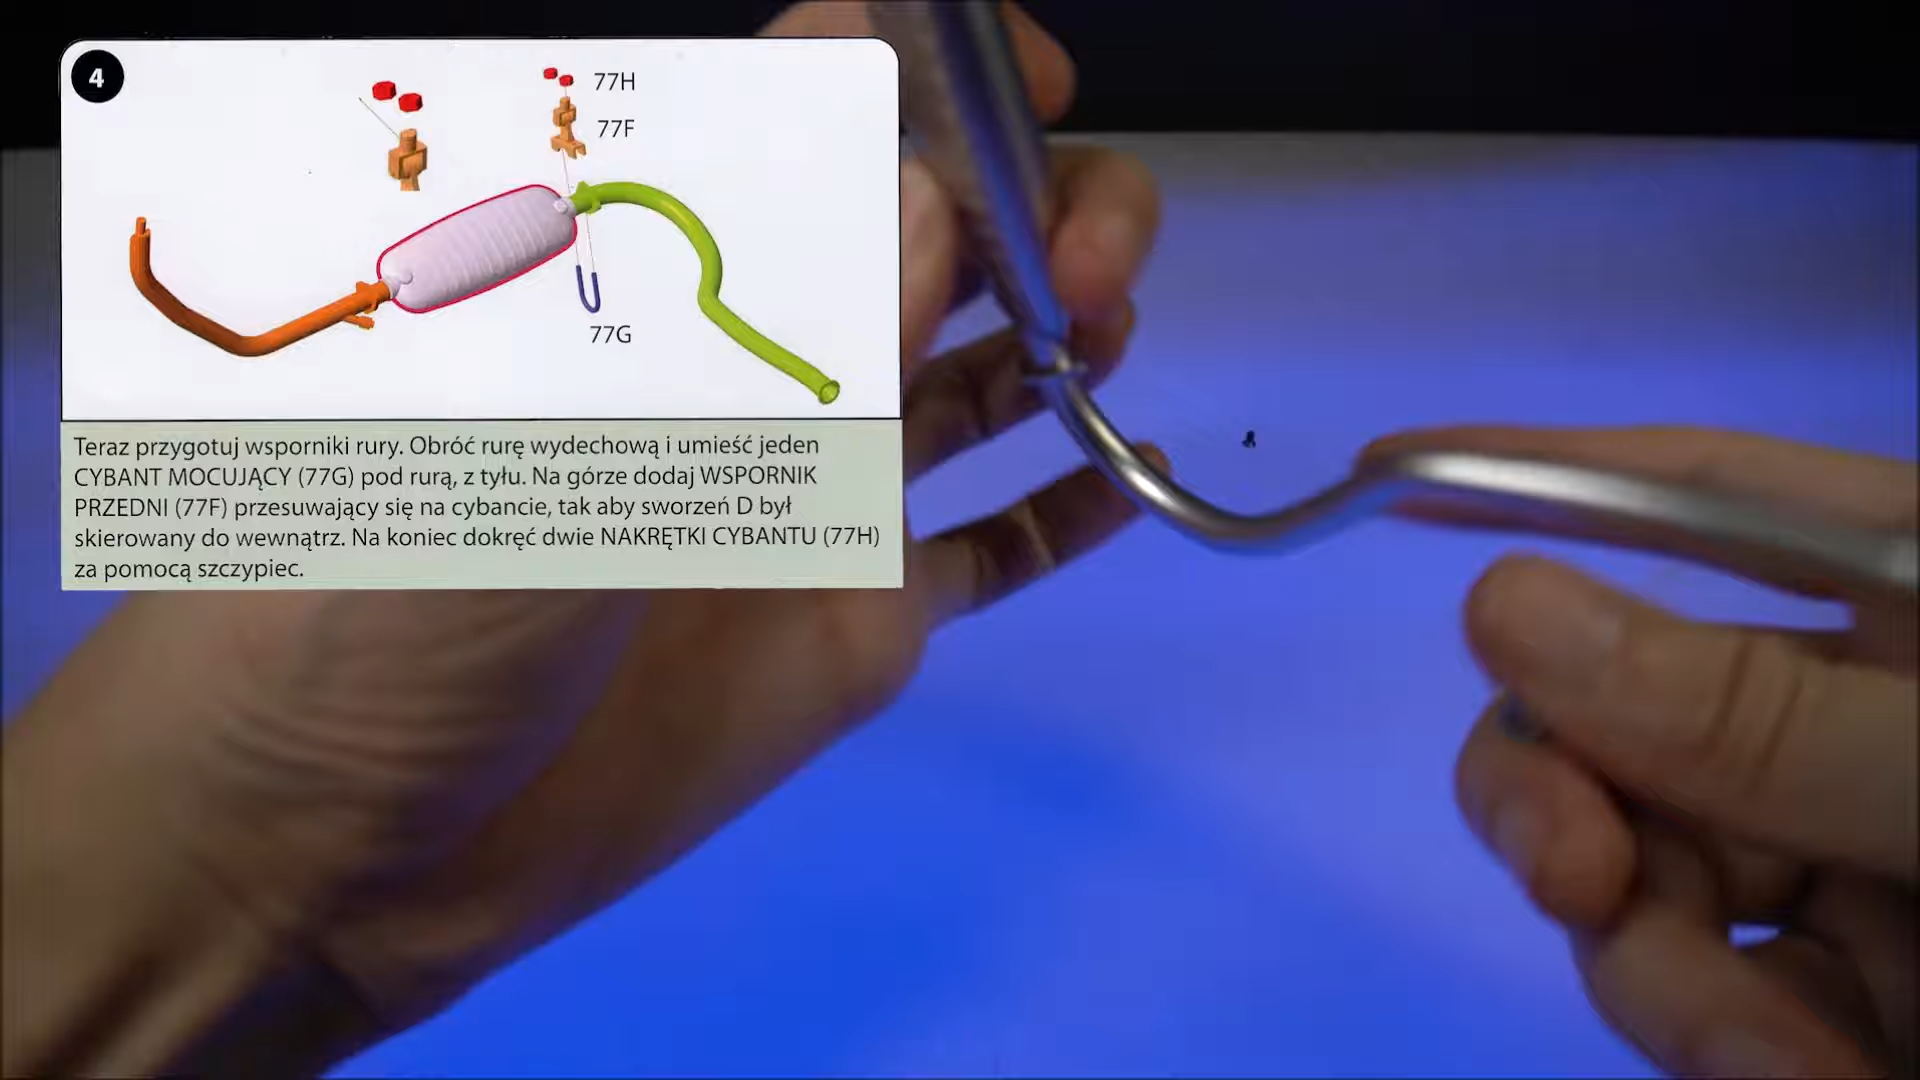 4
77H
77F
77G
Teraz przygotuj wsporniki rury. Obróć rurę wydechową i umieść jeden
CYBANT MOCUJĄCY (77G) pod rurą, z tyłu. Na górze dodaj WSPORNIK
PRZEDNI (77F) przesuwający się na cybancie, tak aby sworzeń D był
skierowany do wewnątrz. Na koniec dokręć dwie NAKRĘTKI CYBANTU (77H)
za pomocą szczypiec.